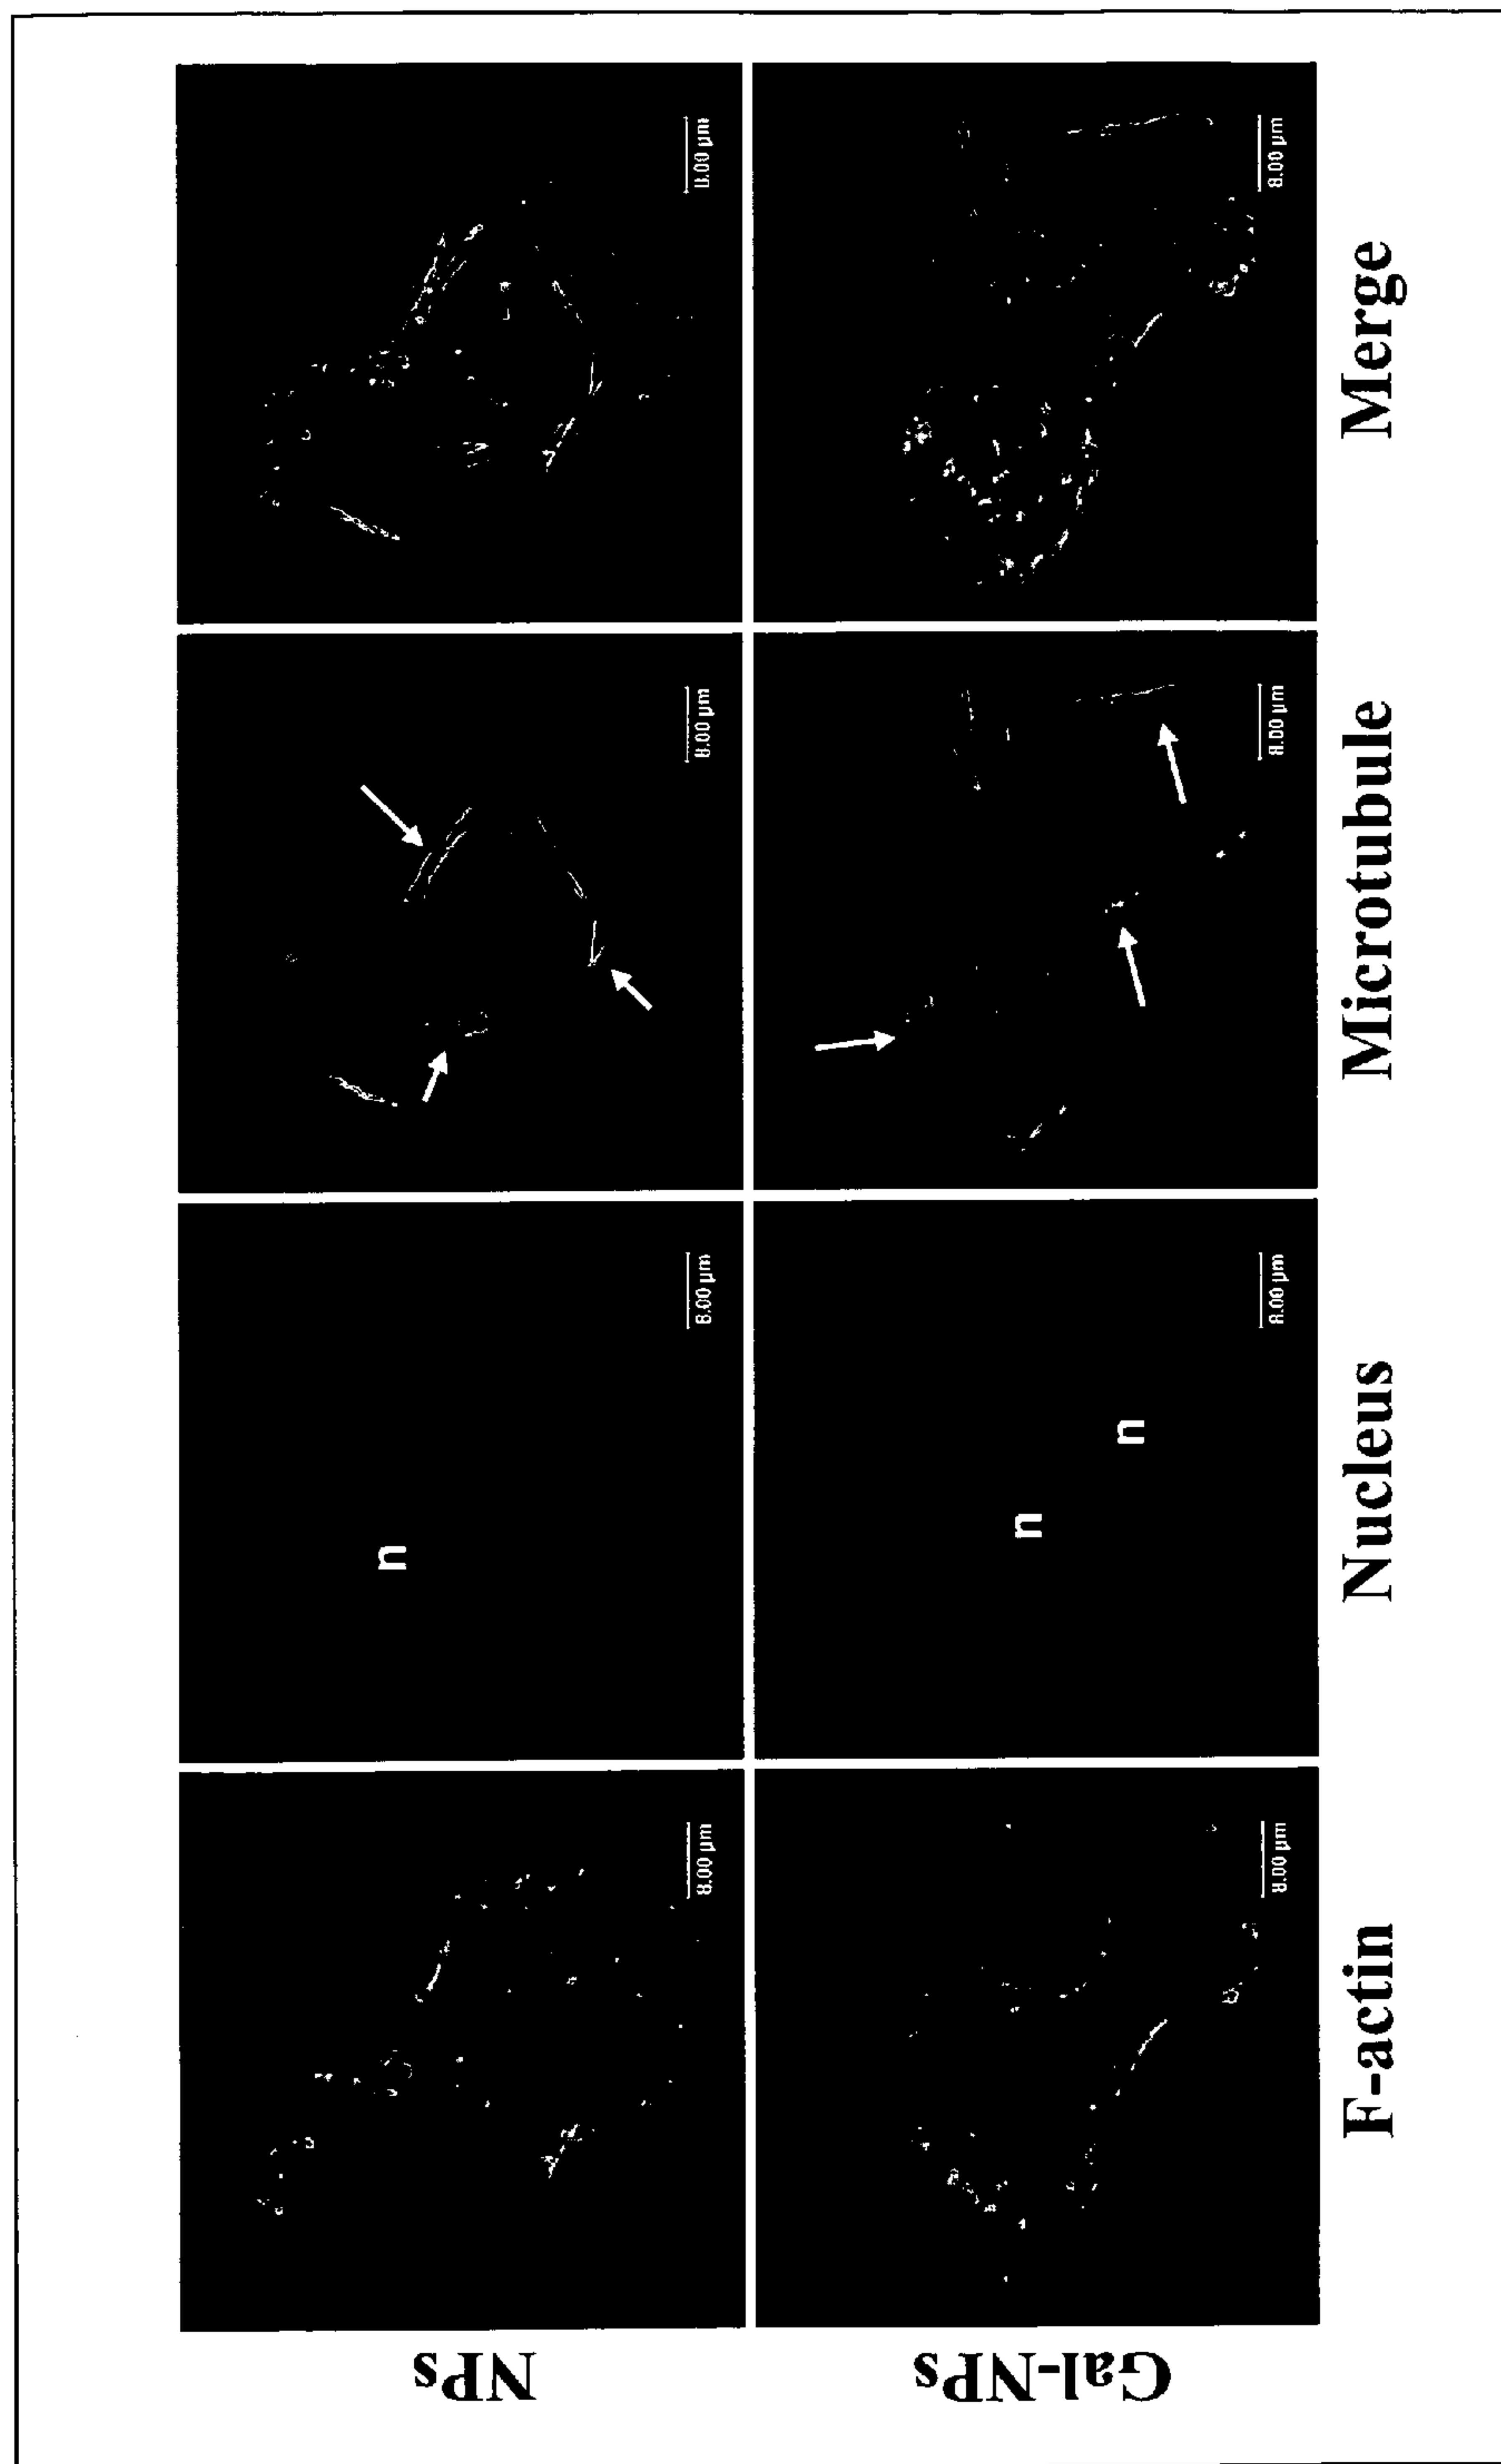 NPs
n
8.00 µm 8.00 µm 8.00 µm 8.00 µm
Gal-NPs
n
n
8.00 µm 8.00 µm 8.00 µm 8.00 µm
F-actin Nucleus Microtubule Merge